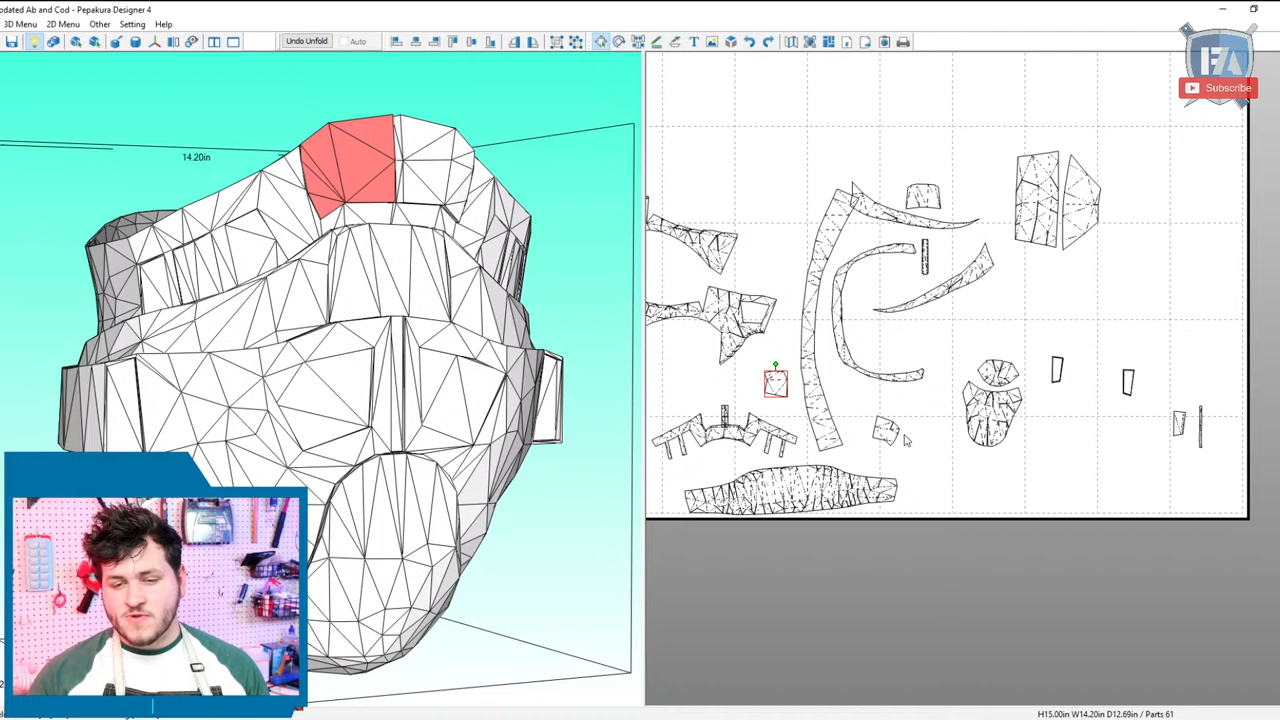 pdated Ab and Cod - Pepakura Designer 4
3D Menu 2D Menu Other Setting Help
Undo Unfold Auto
Subscribe
14.20in
H15.00in W14.20in D12.69in / Parts 61